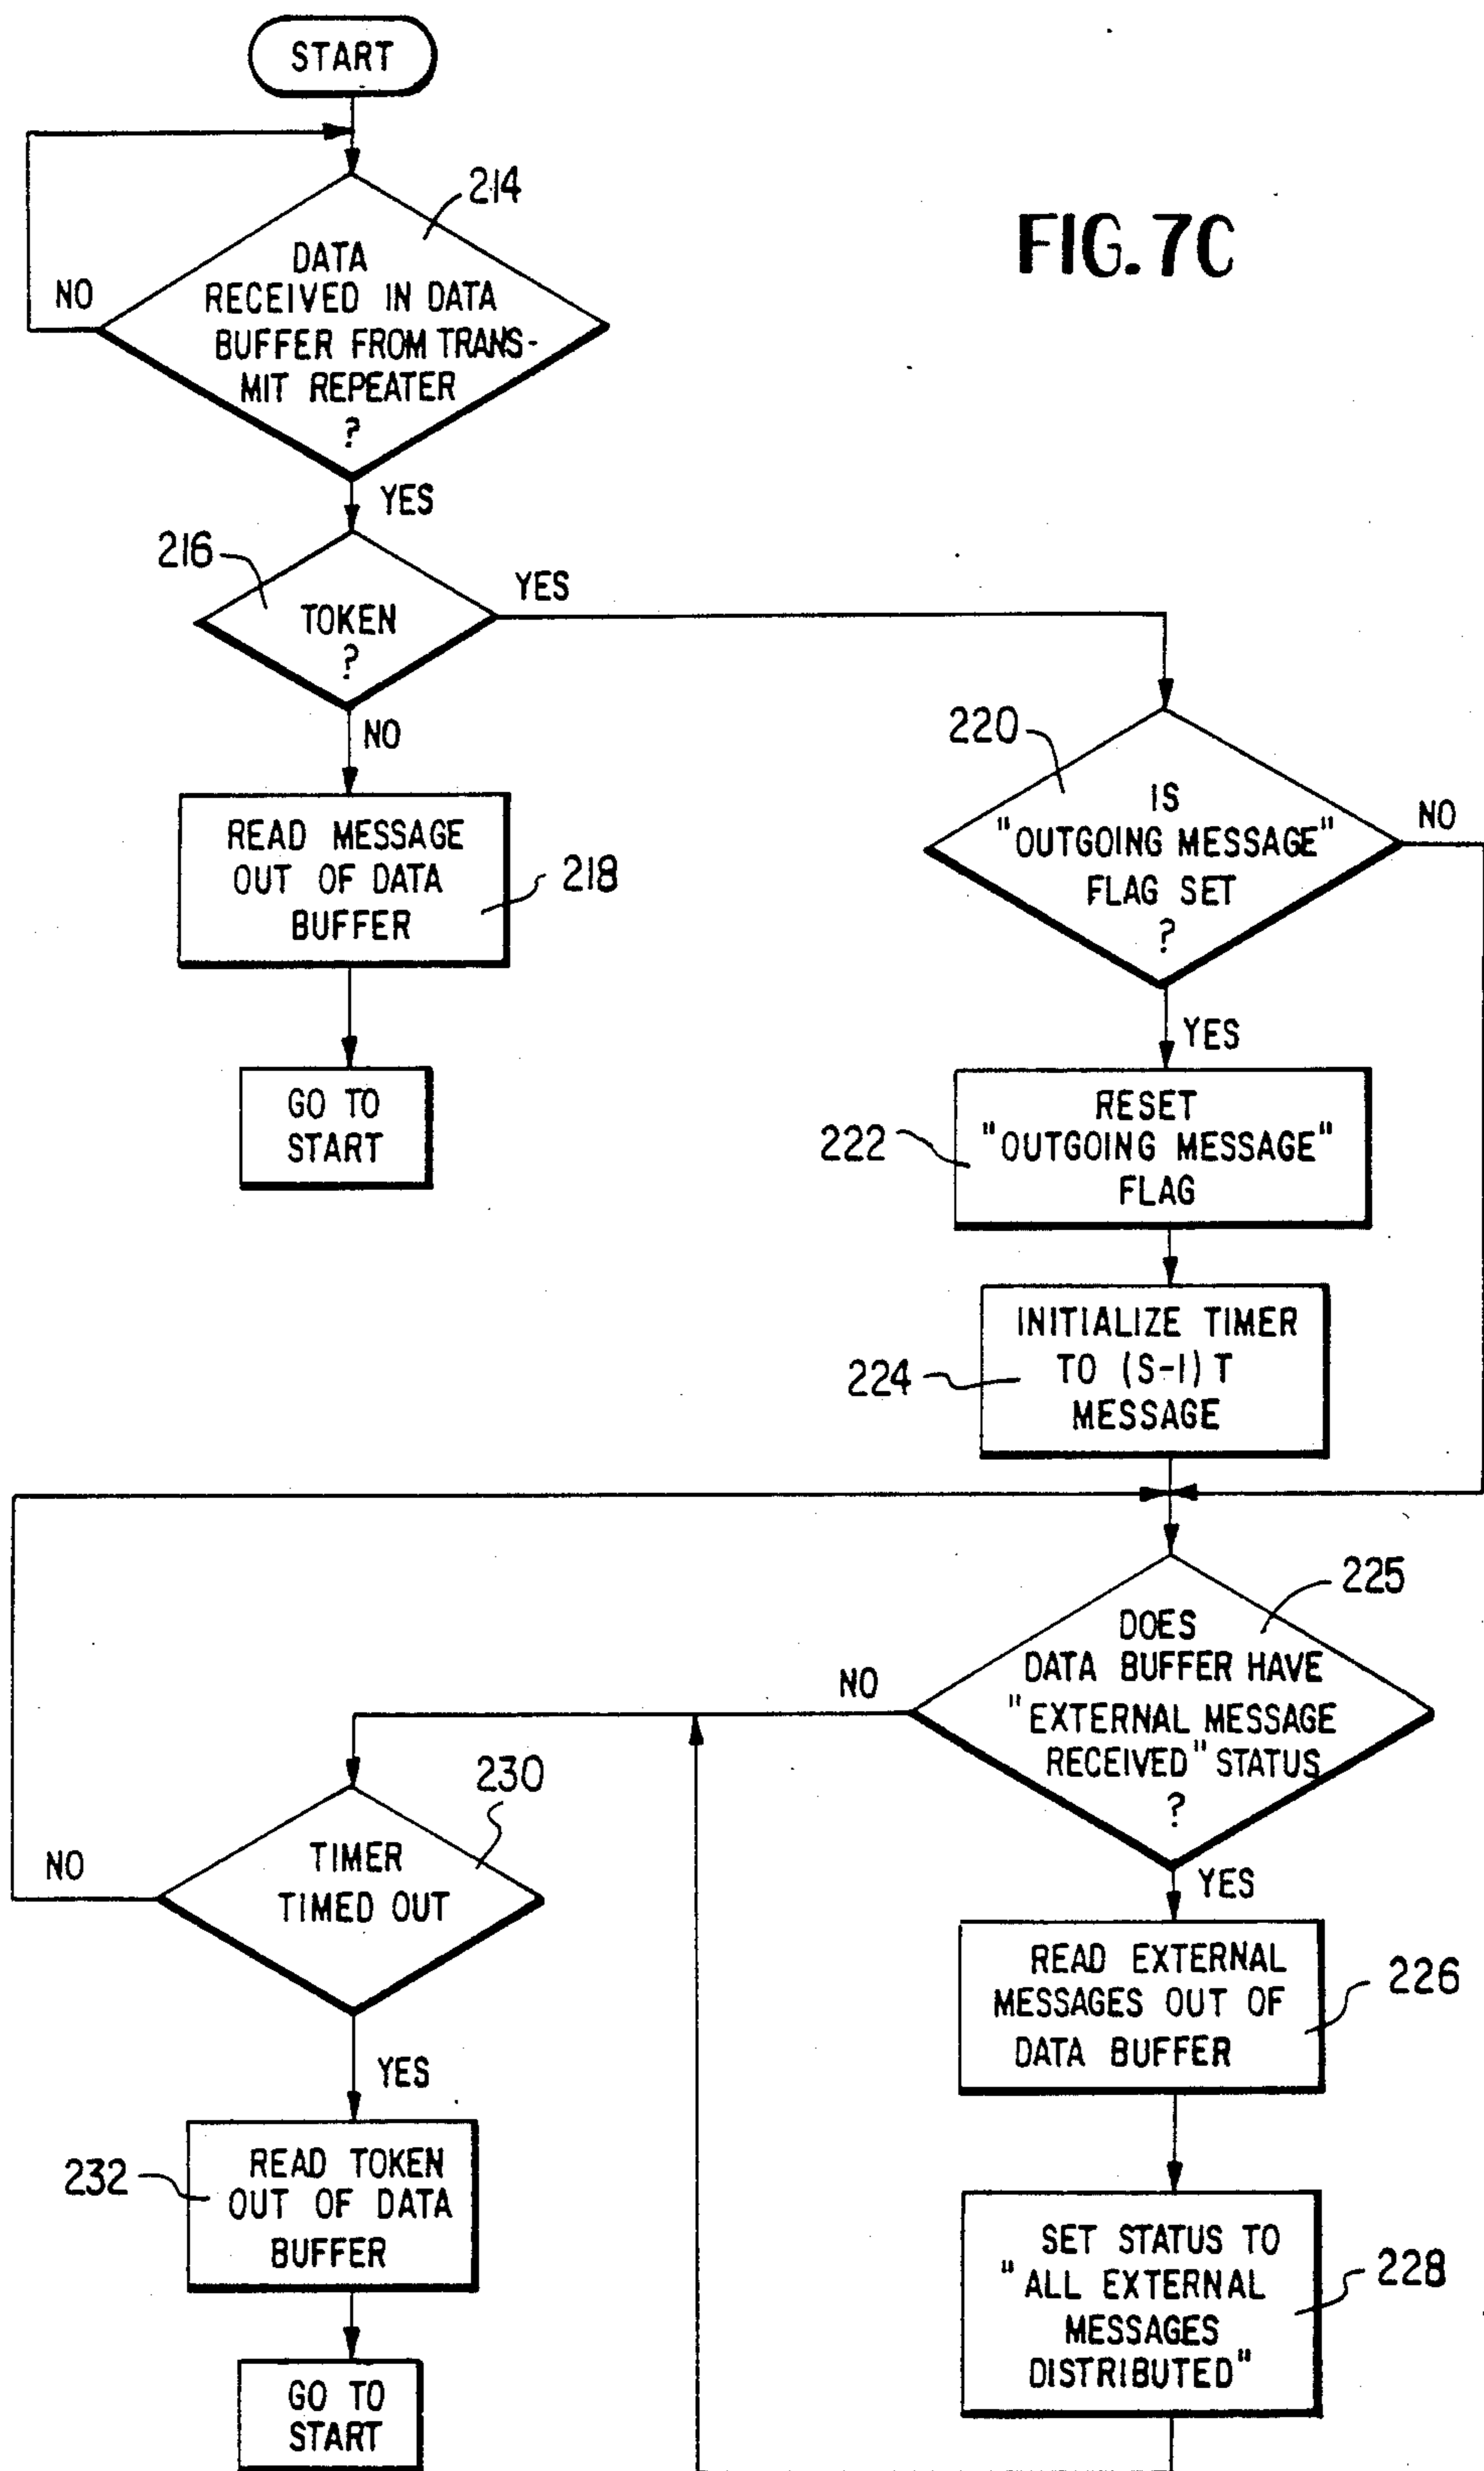 START
FIG. 7C
214
DATA
RECEIVED IN DATA
BUFFER FROM TRANS-
MIT REPEATER
?
NO
YES
216
TOKEN
?
YES
NO
READ MESSAGE
OUT OF DATA
BUFFER
218
GO TO
START
220
IS
"OUTGOING MESSAGE"
FLAG SET
?
NO
YES
222
RESET
"OUTGOING MESSAGE"
FLAG
224
INITIALIZE TIMER
TO (S-1) T
MESSAGE
225
DOES
DATA BUFFER HAVE
"EXTERNAL MESSAGE
RECEIVED" STATUS
?
NO
YES
230
TIMER
TIMED OUT
NO
YES
READ EXTERNAL
MESSAGES OUT OF
DATA BUFFER
226
232
READ TOKEN
OUT OF DATA
BUFFER
SET STATUS TO
"ALL EXTERNAL
MESSAGES
DISTRIBUTED"
228
GO TO
START